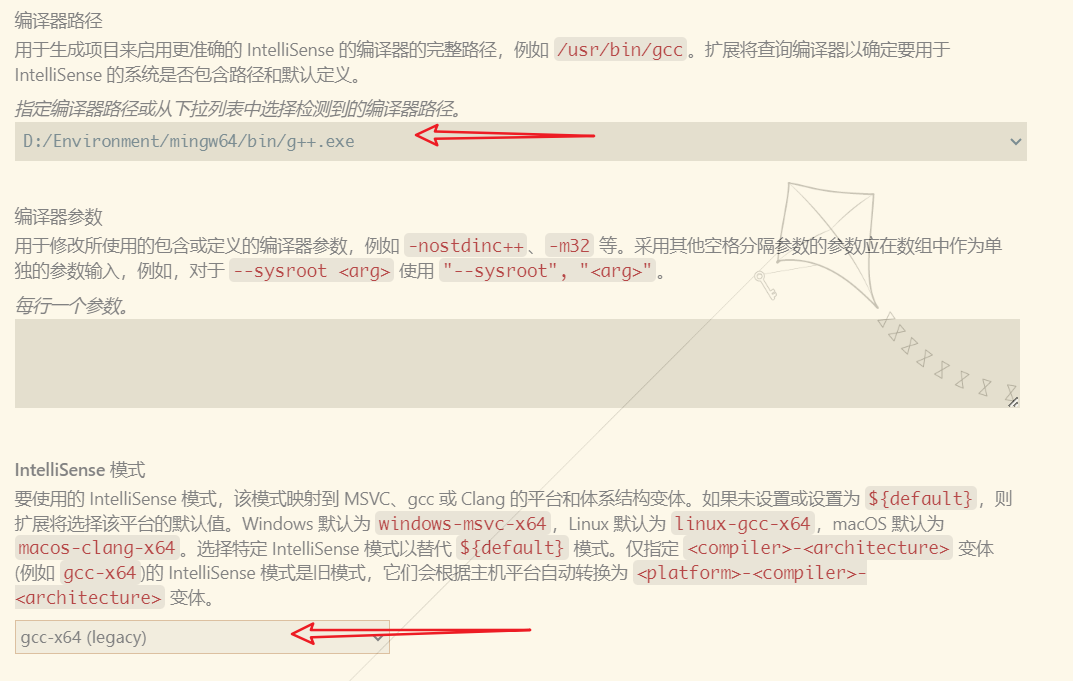 编译器路径
用于生成项目来启用更准确的 IntelliSense 的编译器的完整路径，例如 /usr/bin/gcc。扩展将查询编译器以确定要用于
IntelliSense 的系统是否包含路径和默认定义。
指定编译器路径或从下拉列表中选择检测到的编译器路径。
D:/Environment/mingw64/bin/g++.exe
编译器参数
用于修改所使用的包含或定义的编译器参数，例如 -nostdinc++、-m32 等。采用其他空格分隔参数的参数应在数组中作为单
独的参数输入，例如，对于 --sysroot <arg> 使用 "--sysroot", "<arg>"。
每行一个参数。
IntelliSense 模式
要使用的 IntelliSense 模式，该模式映射到 MSVC、gcc 或 Clang 的平台和体系结构变体。如果未设置或设置为 ${default}，则
扩展将选择该平台的默认值。Windows 默认为 windows-msvc-x64，Linux 默认为 linux-gcc-x64，macOS 默认为
macos-clang-x64。选择特定 IntelliSense 模式以替代 ${default} 模式。仅指定 <compiler>-<architecture> 变体
(例如 gcc-x64)的 IntelliSense 模式是旧模式，它们会根据主机平台自动转换为 <platform>-<compiler>-
<architecture> 变体。
gcc-x64 (legacy)